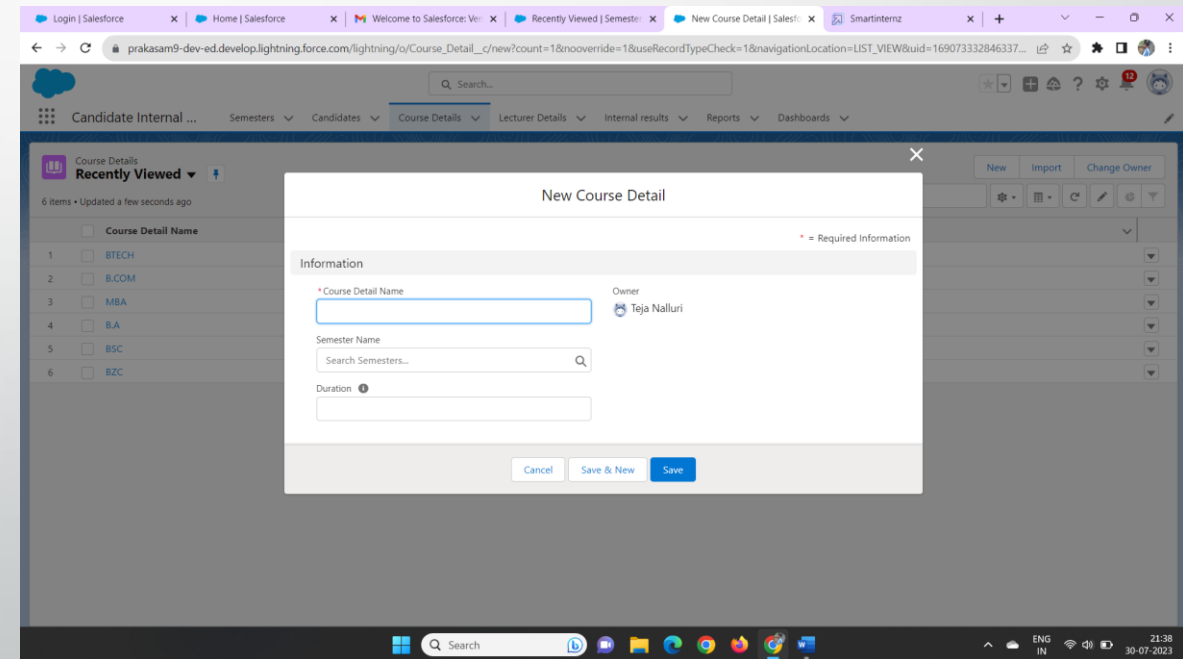 Login | Salesforce
Home | Salesforce
Welcome to Salesforce: Ver
Recently Viewed | Semester
New Course Detail | Salesfo
Smartinternz
prakasam9-dev-ed.develop.lightning.force.com/lightning/o/Course_Detail__c/new?count=1&nooverride=1&useRecordTypeCheck=1&navigationLocation=LIST_VIEW&uid=169073332846337...
Search...
12
Candidate Internal ...
Semesters
Candidates
Course Details
Lecturer Details
Internal results
Reports
Dashboards
Course Details
Recently Viewed
New
Import
Change Owner
6 items • Updated a few seconds ago
New Course Detail
Course Detail Name
* = Required Information
1 BTECH
2 B.COM
3 MBA
4 B.A
5 BSC
6 BZC
Information
*Course Detail Name
Owner
Teja Nalluri
Semester Name
Search Semesters...
Duration
Cancel
Save & New
Save
Search
ENG
IN
21:38
30-07-2023